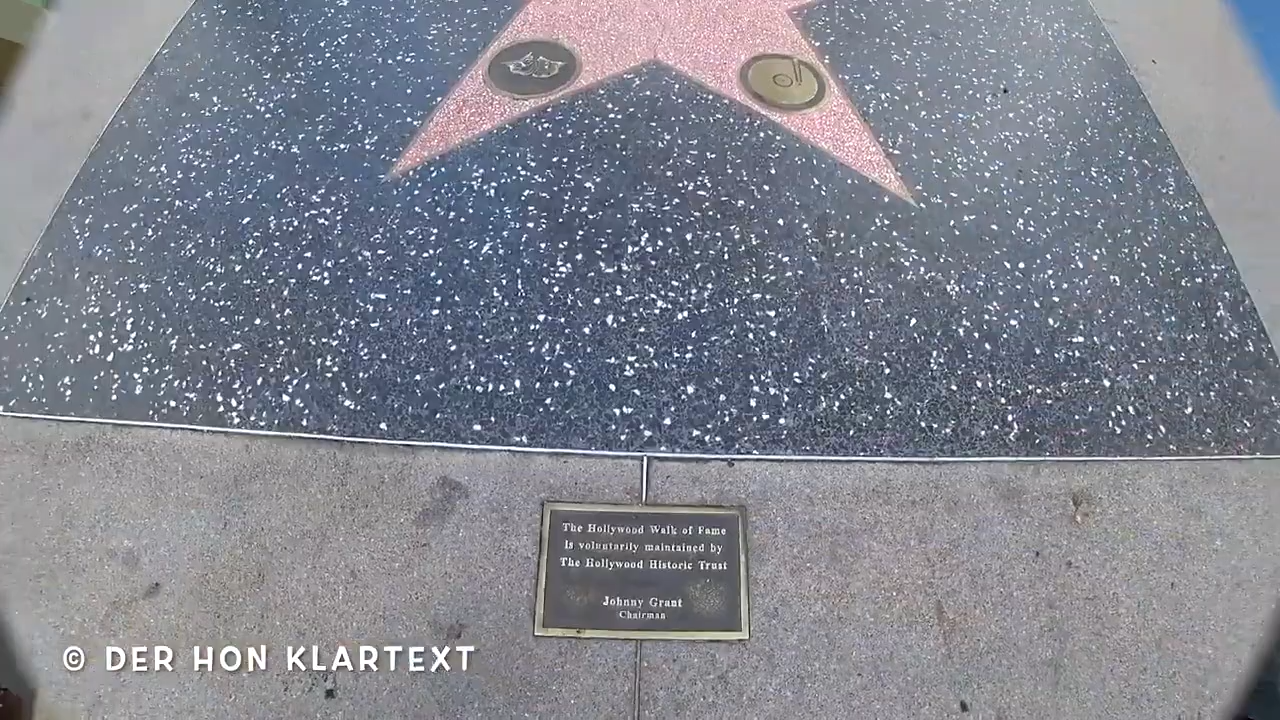 The Hollywood Walk of Fame
Is voluntarily maintained by
The Hollywood Historic Trust
Johnny Grant
Chairman
© DER HON KLARTEXT